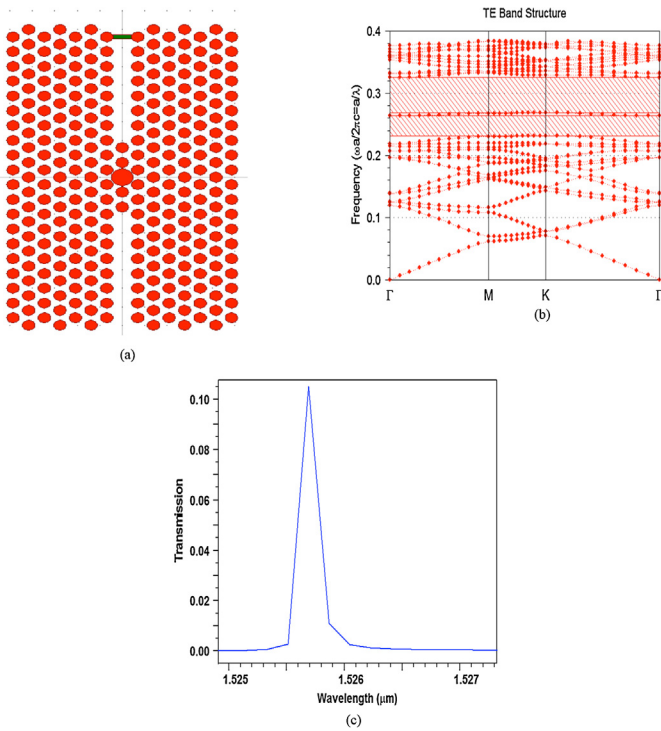 (a)
TE Band Structure
Frequency (ωa/2πc=a/λ)
0.4
0.3
0.2
0.1
0.0
Γ M K Γ
(b)
Transmission
0.10
0.08
0.06
0.04
0.02
0.00
1.525 1.526 1.527
Wavelength (μm)
(c)